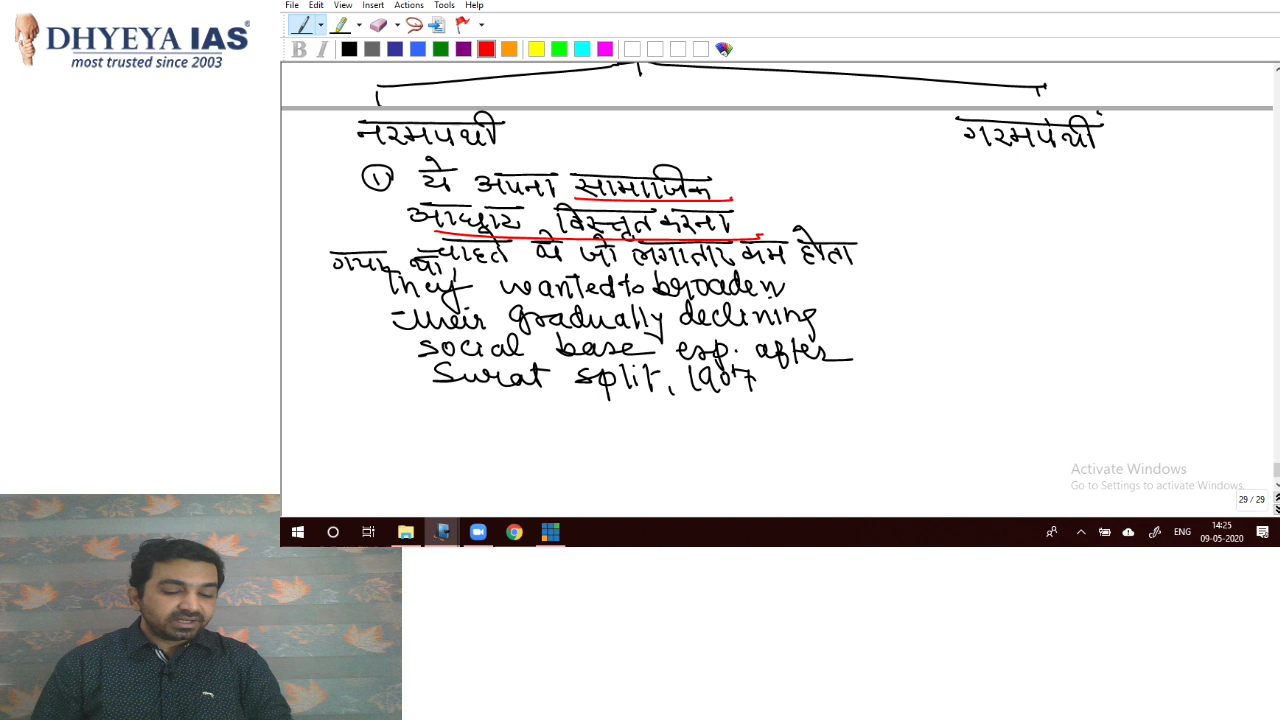 File Edit View Insert Actions Tools Help
DHYEYA IAS®
most trusted since 2003
B I
नरमपंथी गरमपंथी
① ये अपना सामाजिक
आधार विस्तृत करना
चाहते थे जो लगातार कम होता
गया था।
They wanted to broaden
their gradually declining
social base esp. after
Surat split, 1907
Activate Windows
Go to Settings to activate Windows.
29 / 29
ENG
14:25
09-05-2020